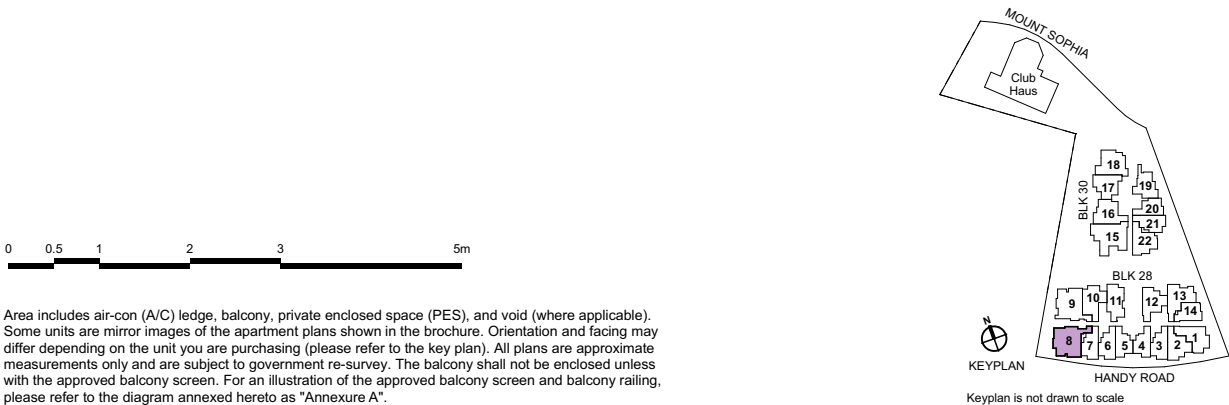 MOUNT SOPHIA
Club
Haus
BLK 30
18
17
19
16
20
21
15
22
BLK 28
9
10
11
12
13
14
8
7
6
5
4
3
2
1
N
KEYPLAN
HANDY ROAD
Keyplan is not drawn to scale
0 0.5 1 2 3 5m
Area includes air-con (A/C) ledge, balcony, private enclosed space (PES), and void (where applicable).
Some units are mirror images of the apartment plans shown in the brochure. Orientation and facing may
differ depending on the unit you are purchasing (please refer to the key plan). All plans are approximate
measurements only and are subject to government re-survey. The balcony shall not be enclosed unless
with the approved balcony screen. For an illustration of the approved balcony screen and balcony railing,
please refer to the diagram annexed hereto as "Annexure A".